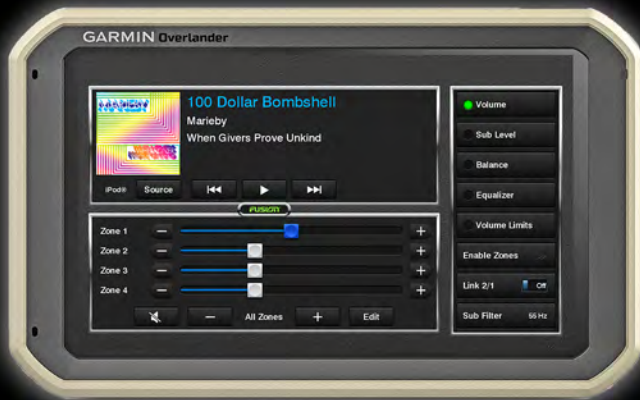 GARMIN Overlander
100 Dollar Bombshell
Marieby
When Givers Prove Unkind
iPod® Source
FUSION
Zone 1
Zone 2
Zone 3
Zone 4
All Zones Edit
Volume
Sub Level
Balance
Equalizer
Volume Limits
Enable Zones
Link 2/1 Off
Sub Filter 55 Hz